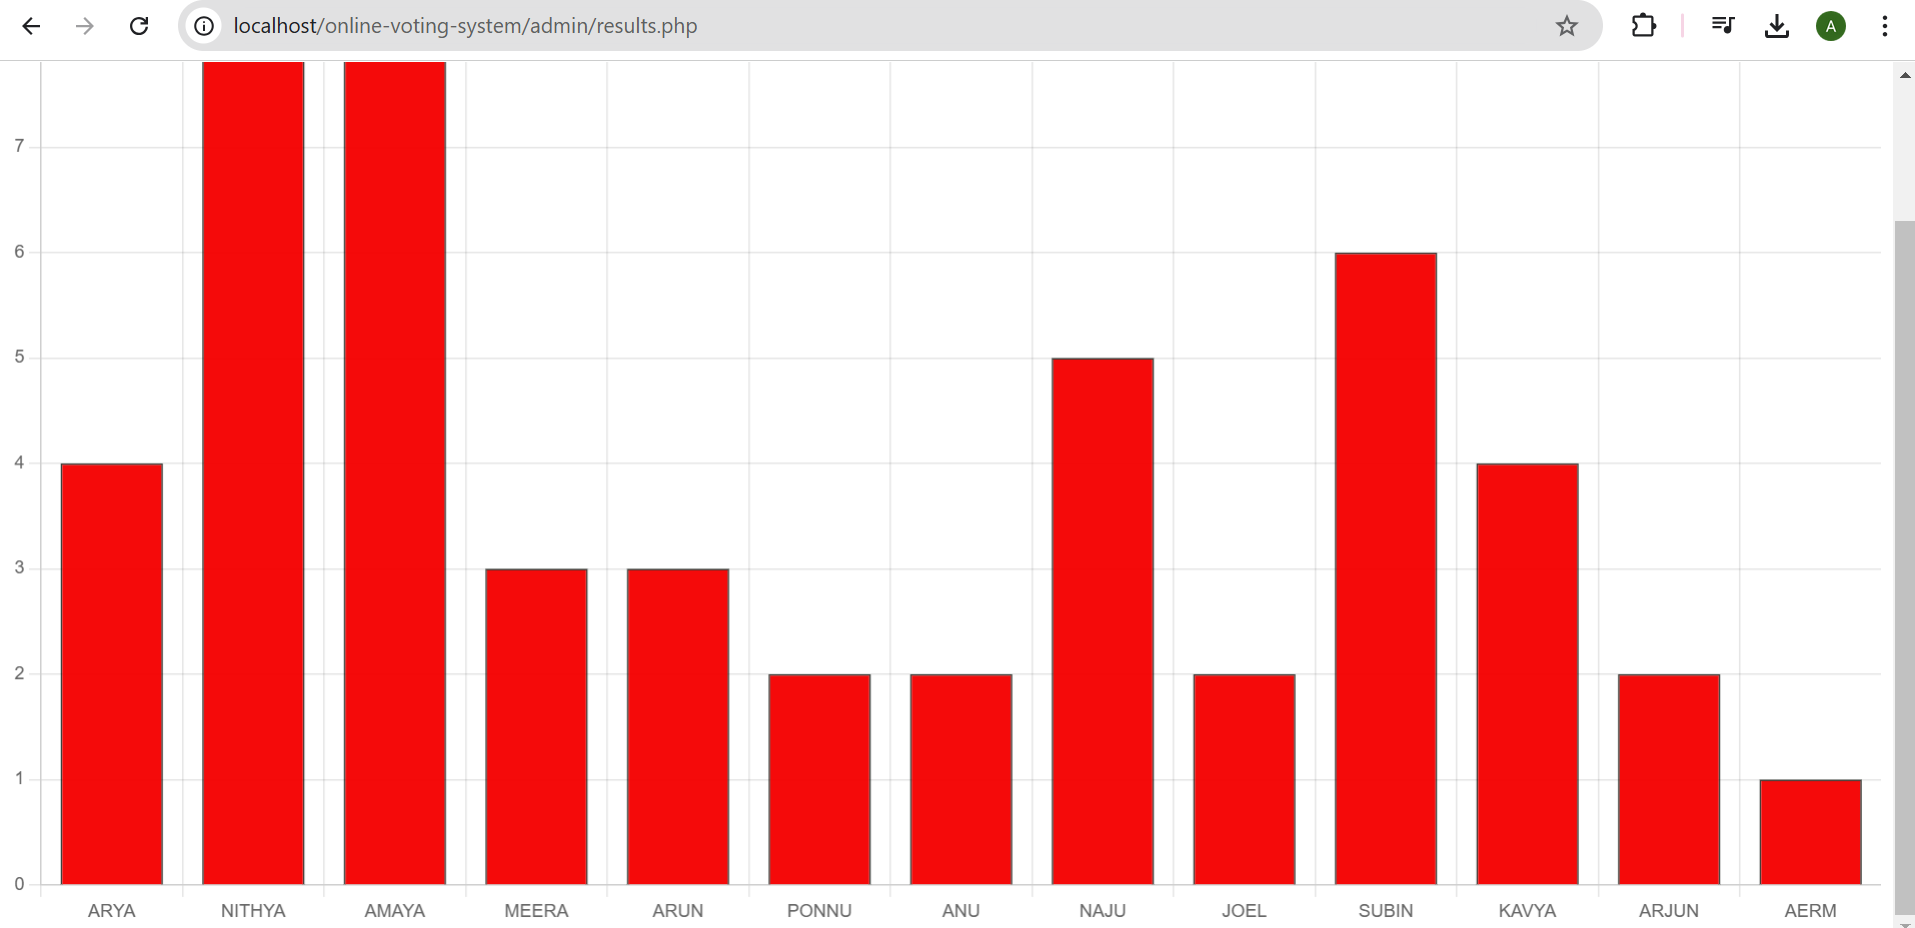 localhost/online-voting-system/admin/results.php
A
7
6
5
4
3
2
1
0
ARYA NITHYA AMAYA MEERA ARUN PONNU ANU NAJU JOEL SUBIN KAVYA ARJUN AERM